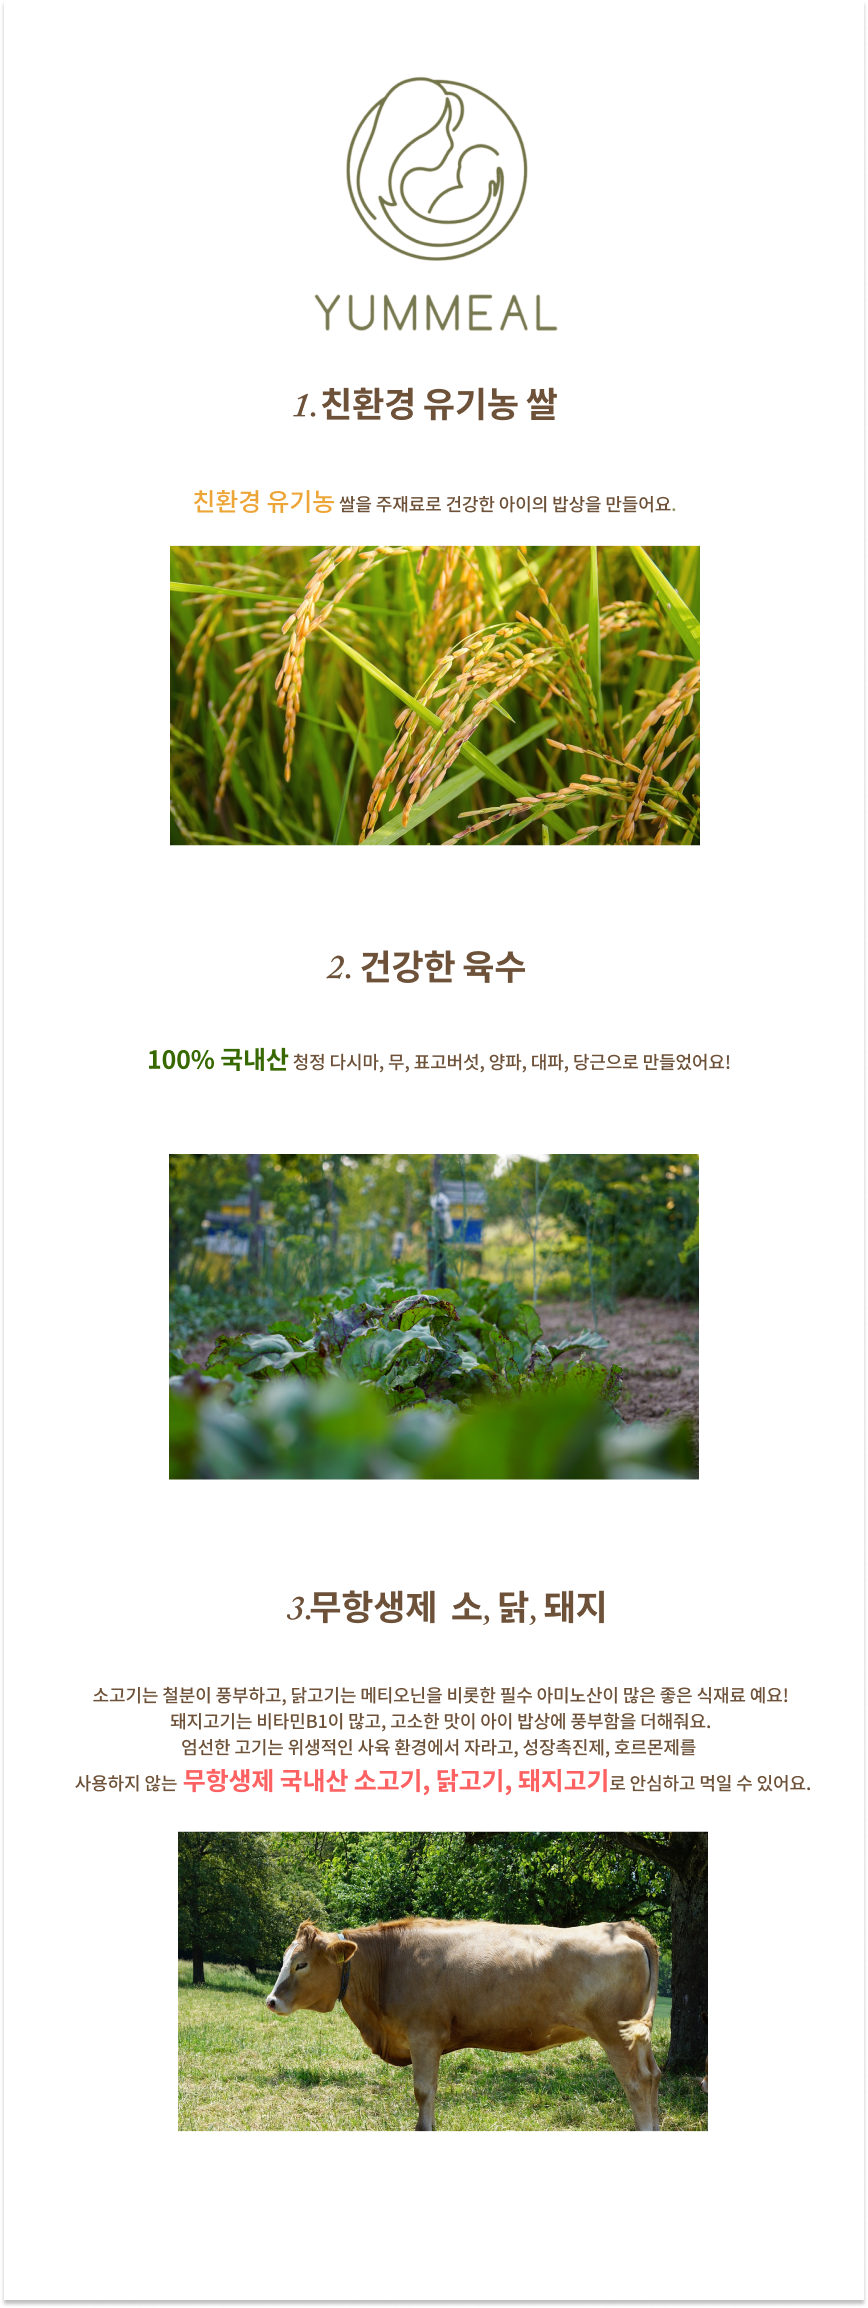 YUMMEAL
1. 친환경 유기농 쌀
친환경 유기농 쌀을 주재료로 건강한 아이의 밥상을 만들어요.
2. 건강한 육수
100% 국내산 청정 다시마, 무, 표고버섯, 양파, 대파, 당근으로 만들었어요!
3.무항생제 소, 닭, 돼지
소고기는 철분이 풍부하고, 닭고기는 메티오닌을 비롯한 필수 아미노산이 많은 좋은 식재료 예요!
돼지고기는 비타민B1이 많고, 고소한 맛이 아이 밥상에 풍부함을 더해줘요.
엄선한 고기는 위생적인 사육 환경에서 자라고, 성장촉진제, 호르몬제를
사용하지 않는 무항생제 국내산 소고기, 닭고기, 돼지고기로 안심하고 먹일 수 있어요.